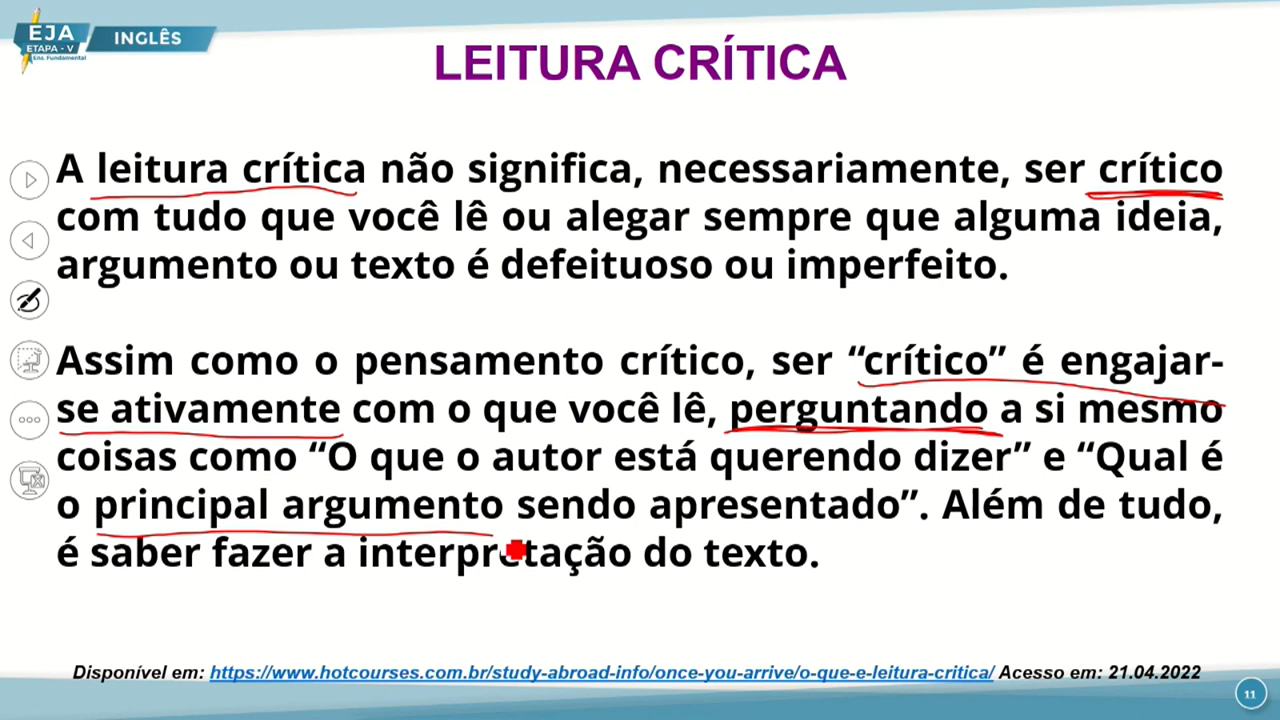 EJA
ETAPA - V
Ens. Fundamental
INGLÊS
LEITURA CRÍTICA
A leitura crítica não significa, necessariamente, ser crítico
com tudo que você lê ou alegar sempre que alguma ideia,
argumento ou texto é defeituoso ou imperfeito.
Assim como o pensamento crítico, ser “crítico” é engajar-
se ativamente com o que você lê, perguntando a si mesmo
coisas como “O que o autor está querendo dizer” e “Qual é
o principal argumento sendo apresentado”. Além de tudo,
é saber fazer a interpretação do texto.
Disponível em: https://www.hotcourses.com.br/study-abroad-info/once-you-arrive/o-que-e-leitura-critica/ Acesso em: 21.04.2022
11